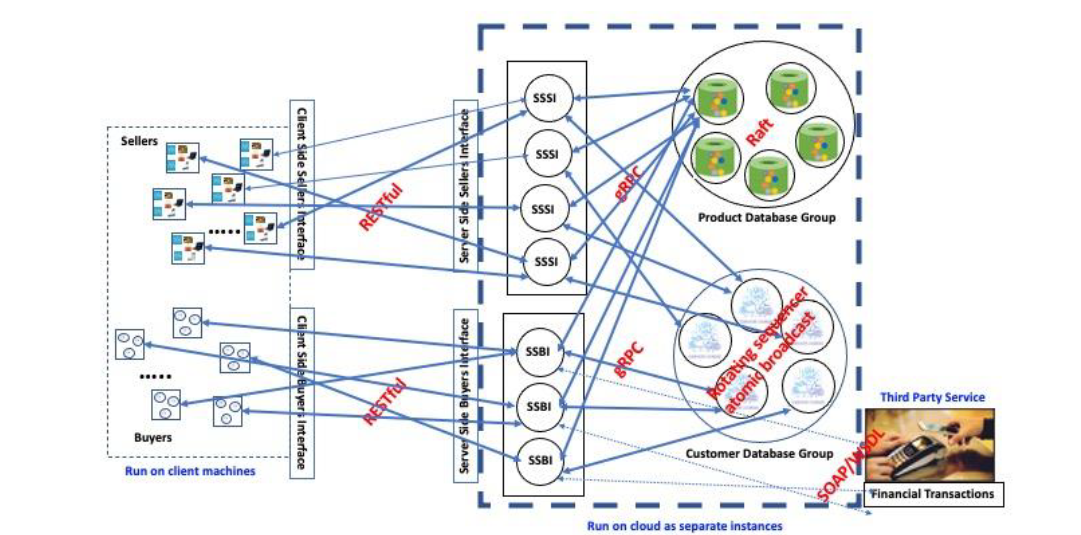 Sellers
•••••
Client Side Sellers Interface
RESTful
Server Side Sellers Interface
SSSI
SSSI
SSSI
SSSI
gRPC
Raft
Product Database Group
Buyers
•••••
Run on client machines
Client Side Buyers Interface
RESTful
Server Side Buyers Interface
SSBI
SSBI
SSBI
gRPC
Rotating sequencer
atomic broadcast
Customer Database Group
SOAP/WSDL
Third Party Service
Financial Transactions
Run on cloud as separate instances